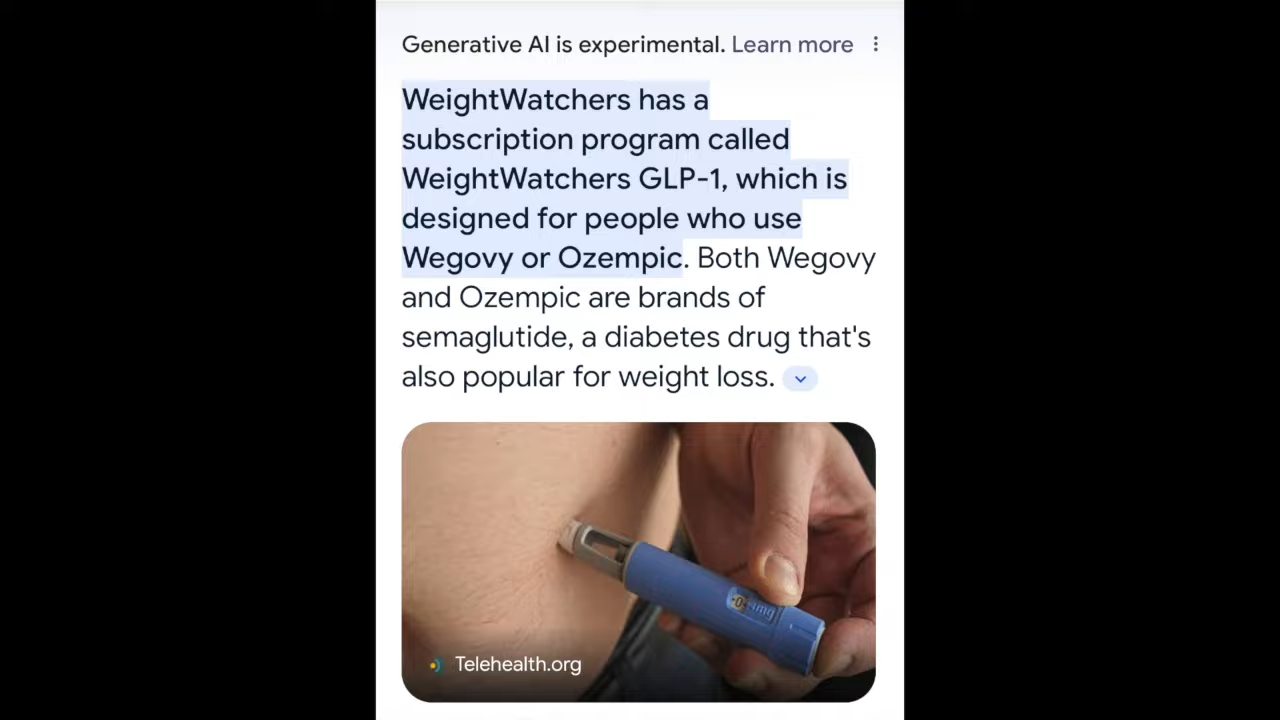 Generative AI is experimental. Learn more
WeightWatchers has a
subscription program called
WeightWatchers GLP-1, which is
designed for people who use
Wegovy or Ozempic. Both Wegovy
and Ozempic are brands of
semaglutide, a diabetes drug that's
also popular for weight loss.
Telehealth.org